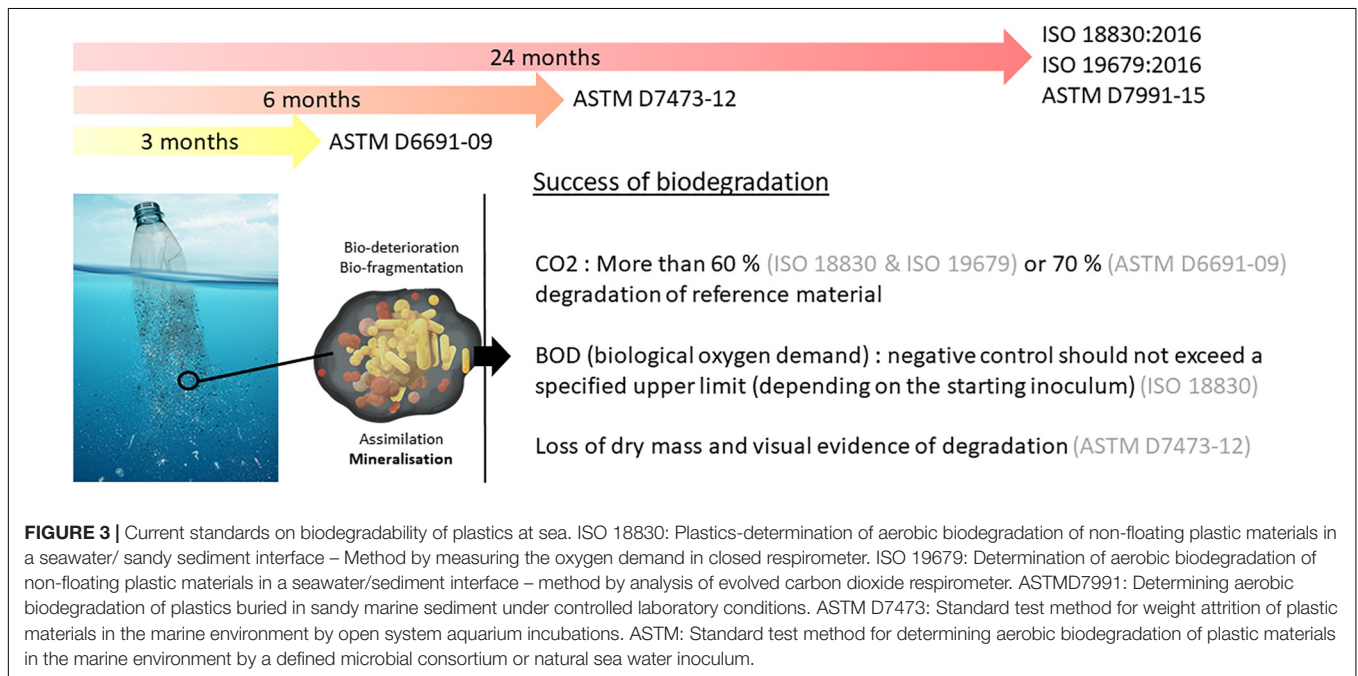 24 months
ISO 18830:2016
ISO 19679:2016
ASTM D7991-15
6 months
ASTM D7473-12
3 months
ASTM D6691-09
Success of biodegradation
Bio-deterioration
Bio-fragmentation
Assimilation
Mineralisation
CO2 : More than 60 % (ISO 18830 & ISO 19679) or 70 % (ASTM D6691-09)
degradation of reference material
BOD (biological oxygen demand) : negative control should not exceed a
specified upper limit (depending on the starting inoculum) (ISO 18830)
Loss of dry mass and visual evidence of degradation (ASTM D7473-12)
FIGURE 3 | Current standards on biodegradability of plastics at sea. ISO 18830: Plastics-determination of aerobic biodegradation of non-floating plastic materials in
a seawater/ sandy sediment interface – Method by measuring the oxygen demand in closed respirometer. ISO 19679: Determination of aerobic biodegradation of
non-floating plastic materials in a seawater/sediment interface – method by analysis of evolved carbon dioxide respirometer. ASTMD7991: Determining aerobic
biodegradation of plastics buried in sandy marine sediment under controlled laboratory conditions. ASTM D7473: Standard test method for weight attrition of plastic
materials in the marine environment by open system aquarium incubations. ASTM: Standard test method for determining aerobic biodegradation of plastic materials
in the marine environment by a defined microbial consortium or natural sea water inoculum.